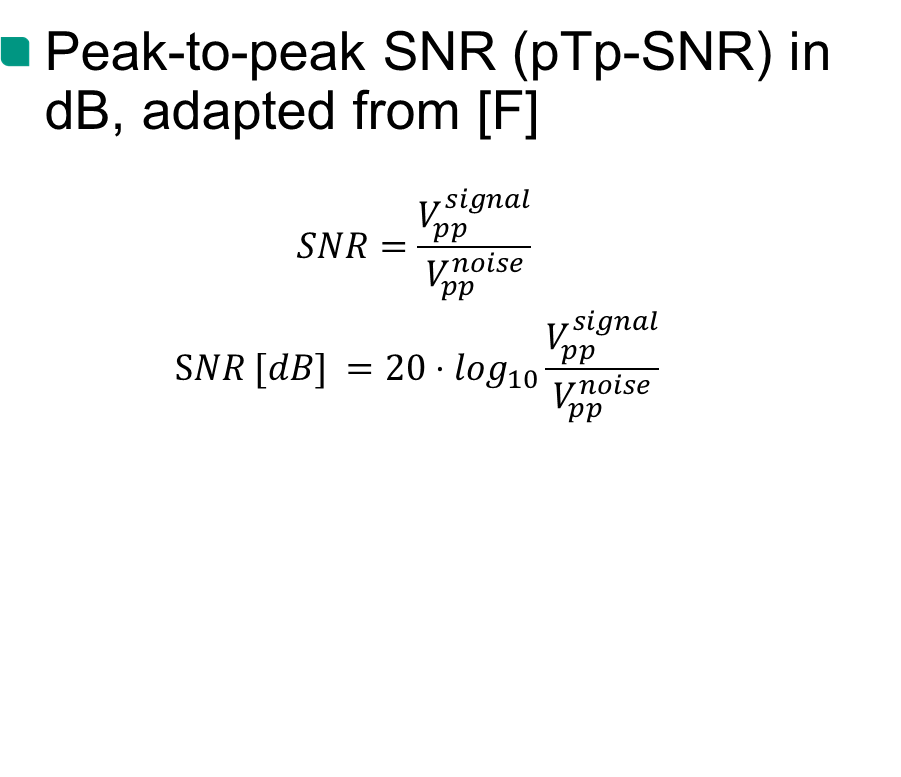 Peak-to-peak SNR (pTp-SNR) in
dB, adapted from [F]
SNR = V_pp^signal / V_pp^noise
SNR [dB] = 20 · log_10 V_pp^signal / V_pp^noise